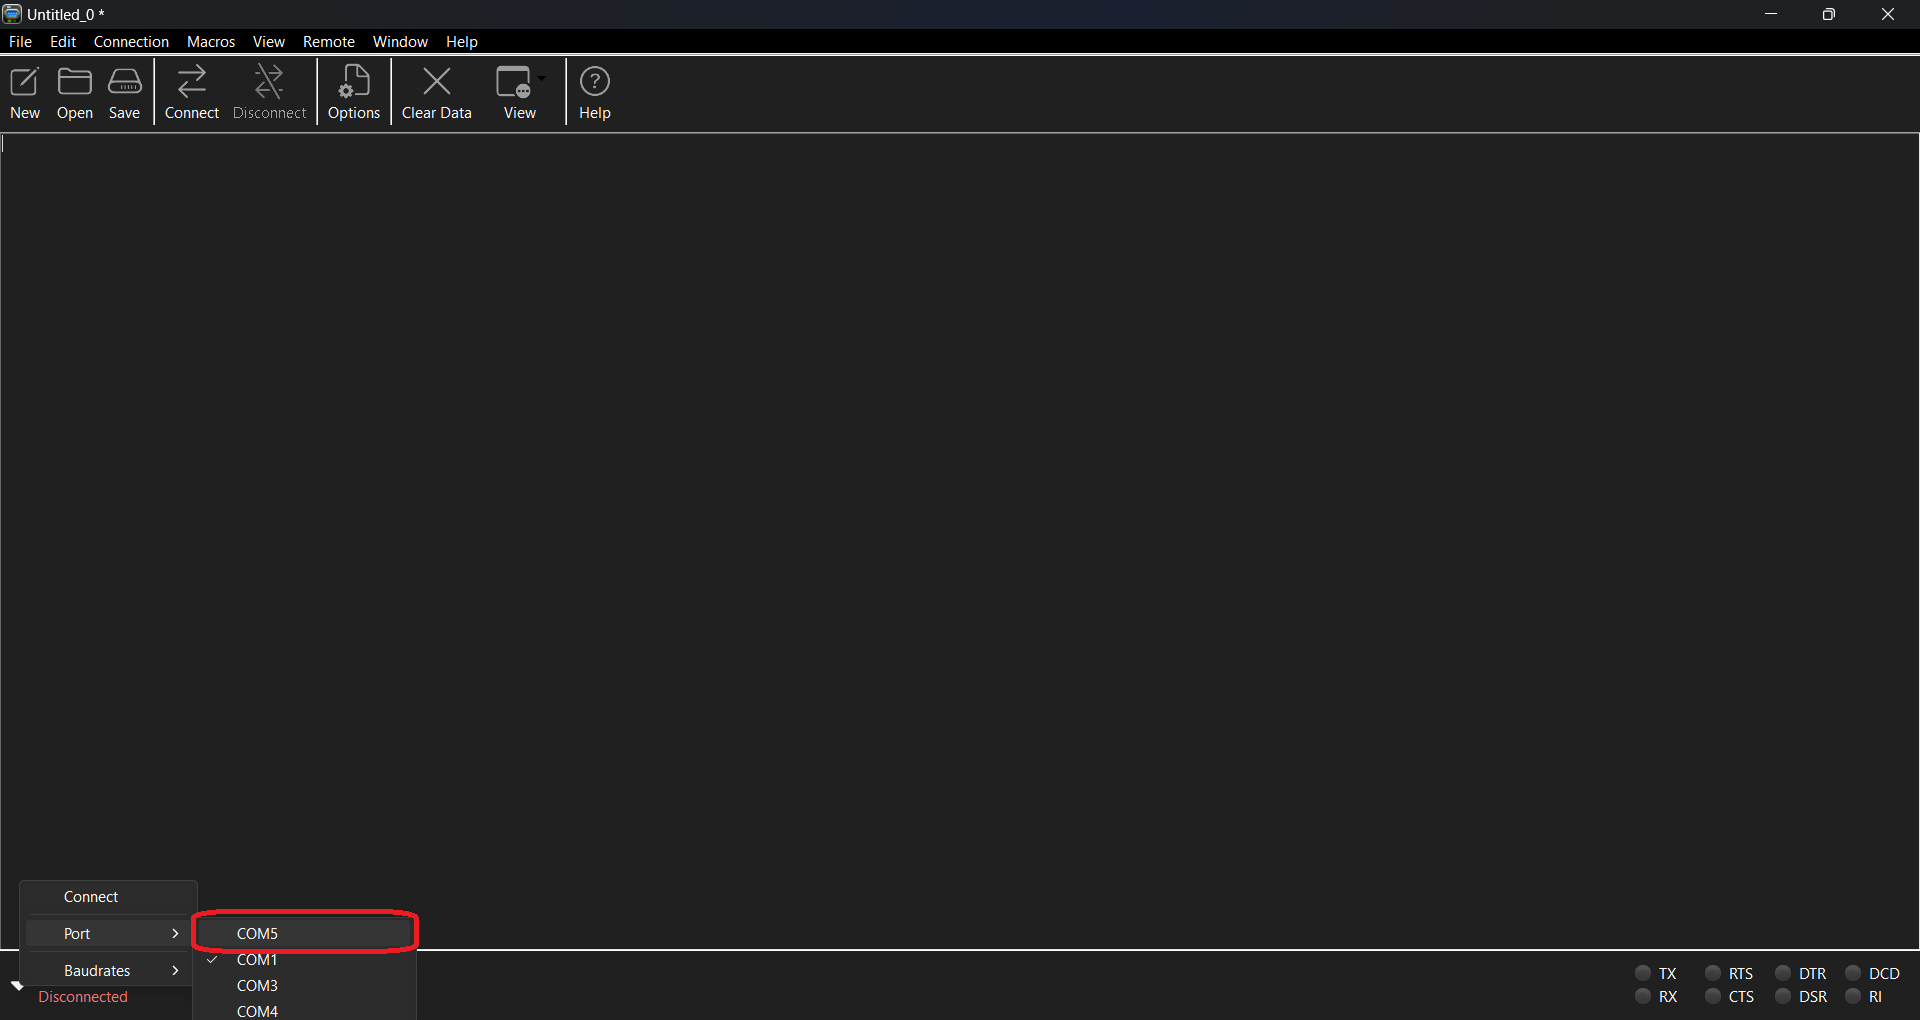 Untitled_0 *
File Edit Connection Macros View Remote Window Help
New Open Save Connect Disconnect Options Clear Data View Help
Connect
Port
Baudrates
COM5
COM1
COM3
COM4
Disconnected
TX RTS DTR DCD
RX CTS DSR RI